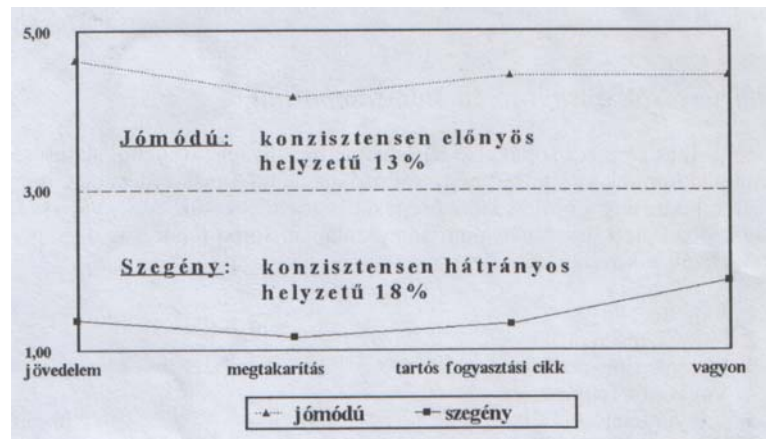 5,00
Jómódú: konzisztensen előnyös
helyzetű 13%
3,00
Szegény: konzisztensen hátrányos
helyzetű 18%
1,00
jövedelem megtakarítás tartós fogyasztási cikk vagyon
jómódú szegény